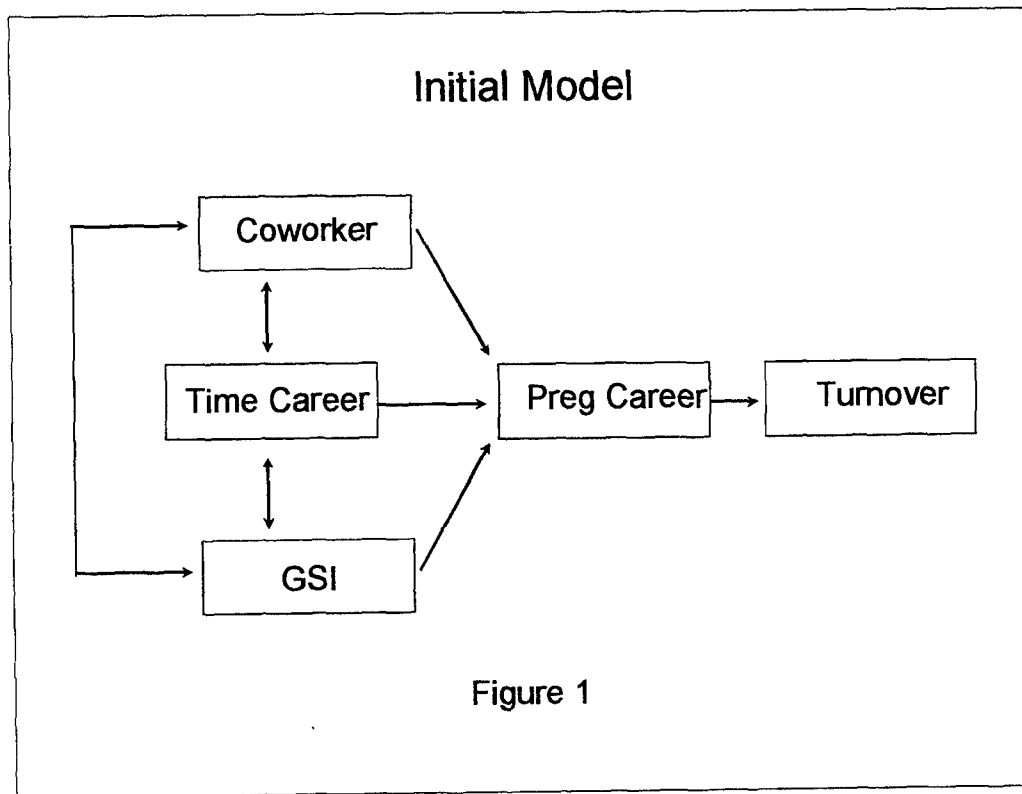 Initial Model
Coworker
Time Career
Preg Career
Turnover
GSI
Figure 1